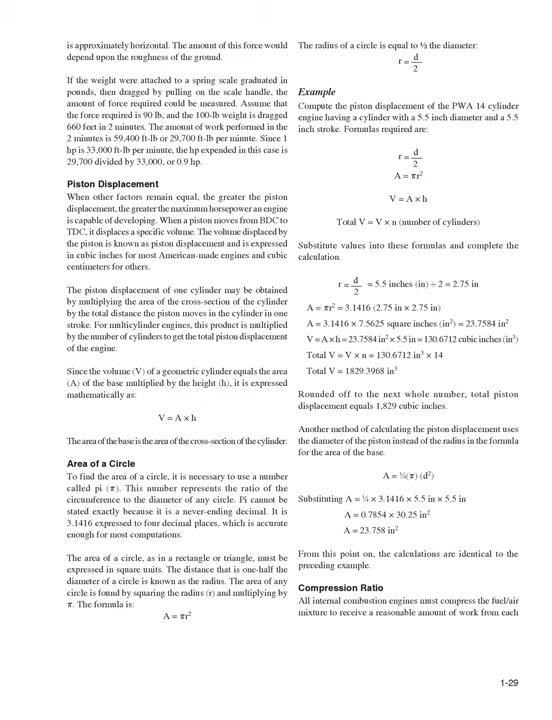 is approximately horizontal. The amount of this force would
depend upon the roughness of the ground.
If the weight were attached to a spring scale graduated in
pounds, then dragged by pulling on the scale handle, the
amount of force required could be measured. Assume that
the force required is 90 lb, and the 100-lb weight is dragged
660 feet in 2 minutes. The amount of work performed in the
2 minutes is 59,400 ft-lb or 29,700 ft-lb per minute. Since 1
hp is 33,000 ft-lb per minute, the hp expended in this case is
29,700 divided by 33,000, or 0.9 hp.
Piston Displacement
When other factors remain equal, the greater the piston
displacement, the greater the maximum horsepower an engine
is capable of developing. When a piston moves from BDC to
TDC, it displaces a specific volume. The volume displaced by
the piston is known as piston displacement and is expressed
in cubic inches for most American-made engines and cubic
centimeters for others.
The piston displacement of one cylinder may be obtained
by multiplying the area of the cross-section of the cylinder
by the total distance the piston moves in the cylinder in one
stroke. For multicylinder engines, this product is multiplied
by the number of cylinders to get the total piston displacement
of the engine.
Since the volume (V) of a geometric cylinder equals the area
(A) of the base multiplied by the height (h), it is expressed
mathematically as:
V = A × h
The area of the base is the area of the cross-section of the cylinder.
Area of a Circle
To find the area of a circle, it is necessary to use a number
called pi (π). This number represents the ratio of the
circumference to the diameter of any circle. Pi cannot be
stated exactly because it is a never-ending decimal. It is
3.1416 expressed to four decimal places, which is accurate
enough for most computations.
The area of a circle, as in a rectangle or triangle, must be
expressed in square units. The distance that is one-half the
diameter of a circle is known as the radius. The area of any
circle is found by squaring the radius (r) and multiplying by
π. The formula is:
A = πr²
The radius of a circle is equal to ½ the diameter:
r = d/2
Example
Compute the piston displacement of the PWA 14 cylinder
engine having a cylinder with a 5.5 inch diameter and a 5.5
inch stroke. Formulas required are:
r = d/2
A = πr²
V = A × h
Total V = V × n (number of cylinders)
Substitute values into these formulas and complete the
calculation.
r = d/2 = 5.5 inches (in) ÷ 2 = 2.75 in
A = πr² = 3.1416 (2.75 in × 2.75 in)
A = 3.1416 × 7.5625 square inches (in²) = 23.7584 in²
V = A × h = 23.7584 in² × 5.5 in = 130.6712 cubic inches (in³)
Total V = V × n = 130.6712 in³ × 14
Total V = 1829.3968 in³
Rounded off to the next whole number, total piston
displacement equals 1,829 cubic inches.
Another method of calculating the piston displacement uses
the diameter of the piston instead of the radius in the formula
for the area of the base.
A = ¼(π) (d²)
Substituting A = ¼ × 3.1416 × 5.5 in × 5.5 in
A = 0.7854 × 30.25 in²
A = 23.758 in²
From this point on, the calculations are identical to the
preceding example.
Compression Ratio
All internal combustion engines must compress the fuel/air
mixture to receive a reasonable amount of work from each
1-29